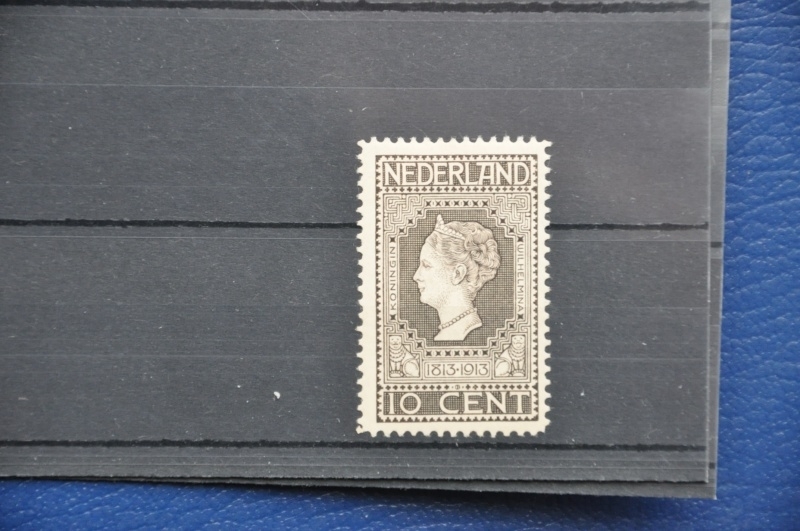 NEDERLAND
KONINGIN
WILHELMINA
1813·1913
10 CENT